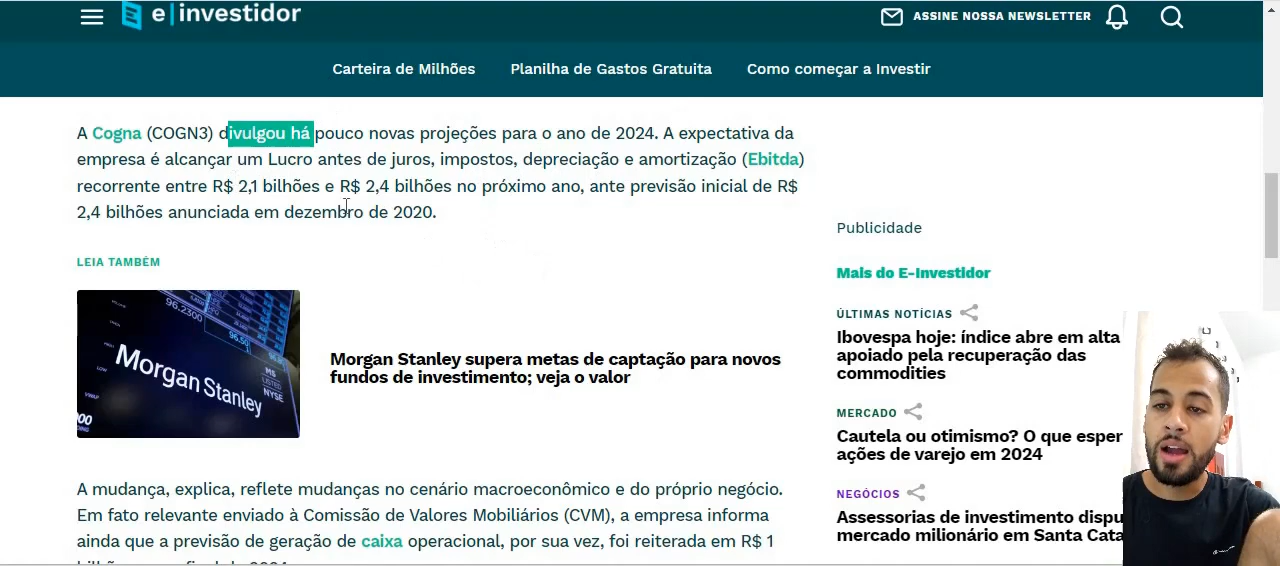 e|investidor
ASSINE NOSSA NEWSLETTER
Carteira de Milhões
Planilha de Gastos Gratuita
Como começar a Investir
A Cogna (COGN3) divulgou há pouco novas projeções para o ano de 2024. A expectativa da
empresa é alcançar um Lucro antes de juros, impostos, depreciação e amortização (Ebitda)
recorrente entre R$ 2,1 bilhões e R$ 2,4 bilhões no próximo ano, ante previsão inicial de R$
2,4 bilhões anunciada em dezembro de 2020.
LEIA TAMBÉM
96.2300
96.50
Morgan Stanley
MS
LISTED
NYSE
Morgan Stanley supera metas de captação para novos
fundos de investimento; veja o valor
A mudança, explica, reflete mudanças no cenário macroeconômico e do próprio negócio.
Em fato relevante enviado à Comissão de Valores Mobiliários (CVM), a empresa informa
ainda que a previsão de geração de caixa operacional, por sua vez, foi reiterada em R$ 1
Publicidade
Mais do E-Investidor
ÚLTIMAS NOTÍCIAS
Ibovespa hoje: índice abre em alta
apoiado pela recuperação das
commodities
MERCADO
Cautela ou otimismo? O que esper
ações de varejo em 2024
NEGÓCIOS
Assessorias de investimento dispu
mercado milionário em Santa Cata